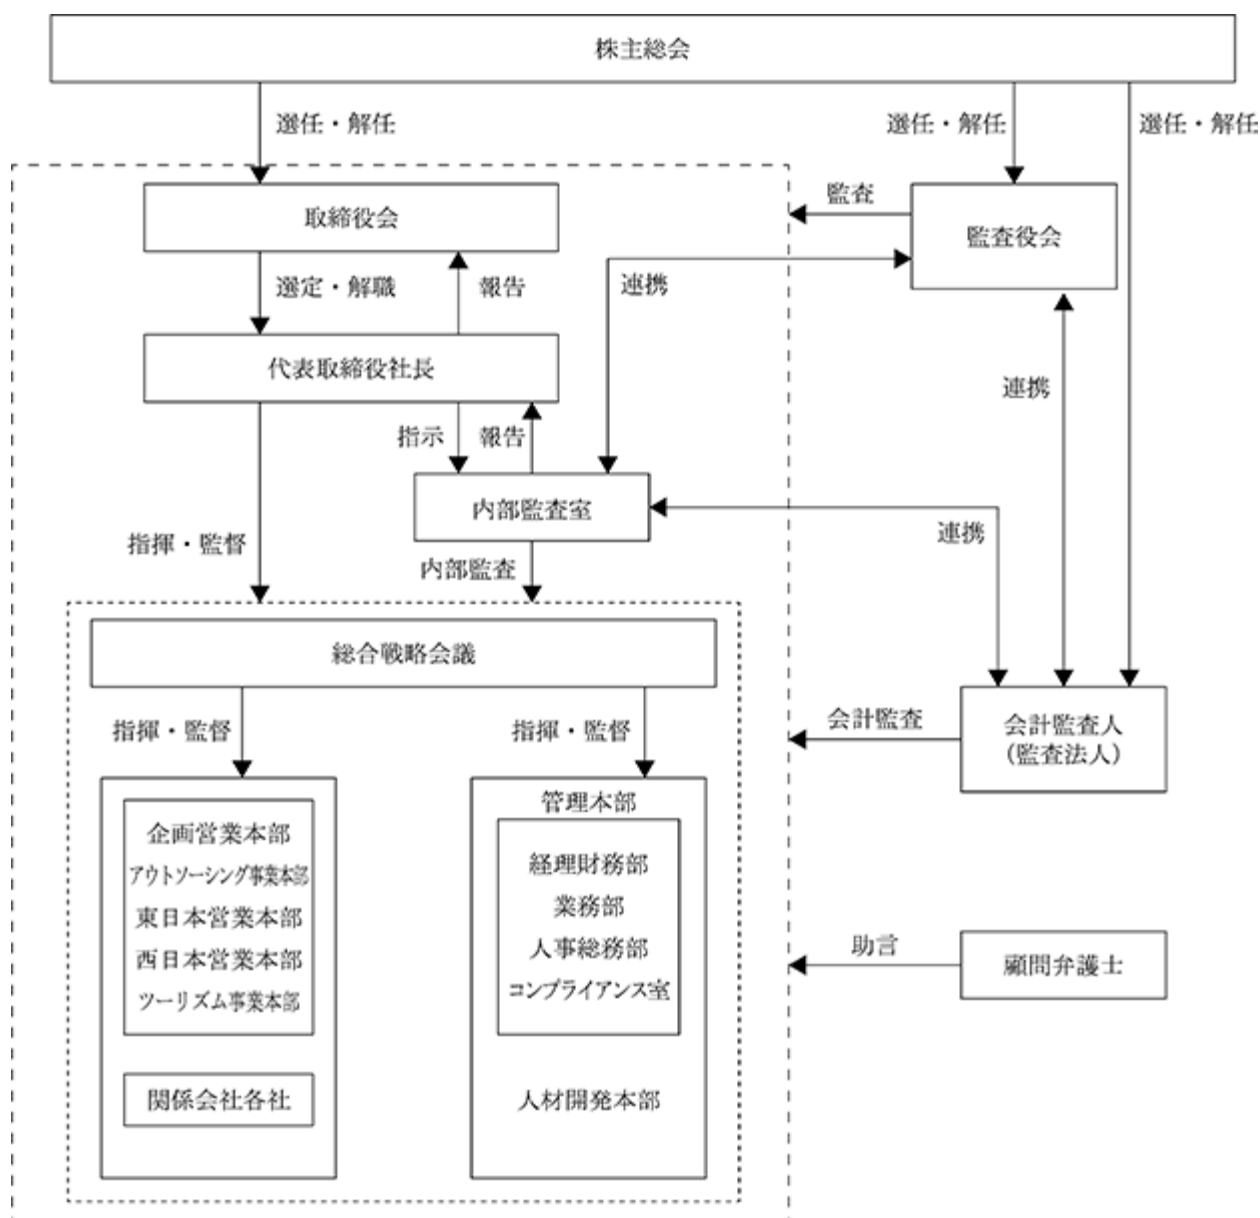 株主総会
選任・解任
選任・解任
選任・解任
取締役会
監査
監査役会
選定・解職
報告
連携
代表取締役社長
連携
指示
報告
内部監査室
連携
指揮・監督
内部監査
総合戦略会議
指揮・監督
指揮・監督
会計監査
会計監査人
（監査法人）
企画営業本部
アウトソーシング事業本部
東日本営業本部
西日本営業本部
ツーリズム事業本部
関係会社各社
管理本部
経理財務部
業務部
人事総務部
コンプライアンス室
人材開発本部
助言
顧問弁護士